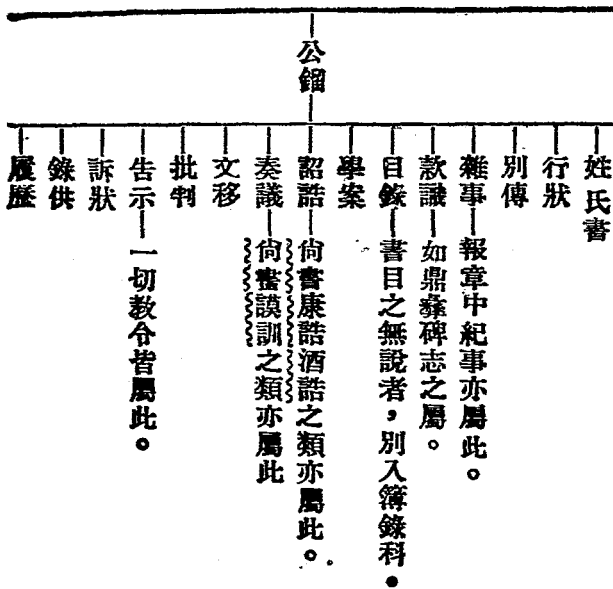 公牘
姓氏書
行狀
別傳
雜事 報章中紀事亦屬此。
款識 如鼎彝碑志之屬。
目錄 書目之無說者，別入簿錄科。
學案
詔誥 尚書康誥酒誥之類亦屬此。
奏議 尚書謨訓之類亦屬此
文移
批判
告示 一切教令皆屬此。
訴狀
錄供
履歷